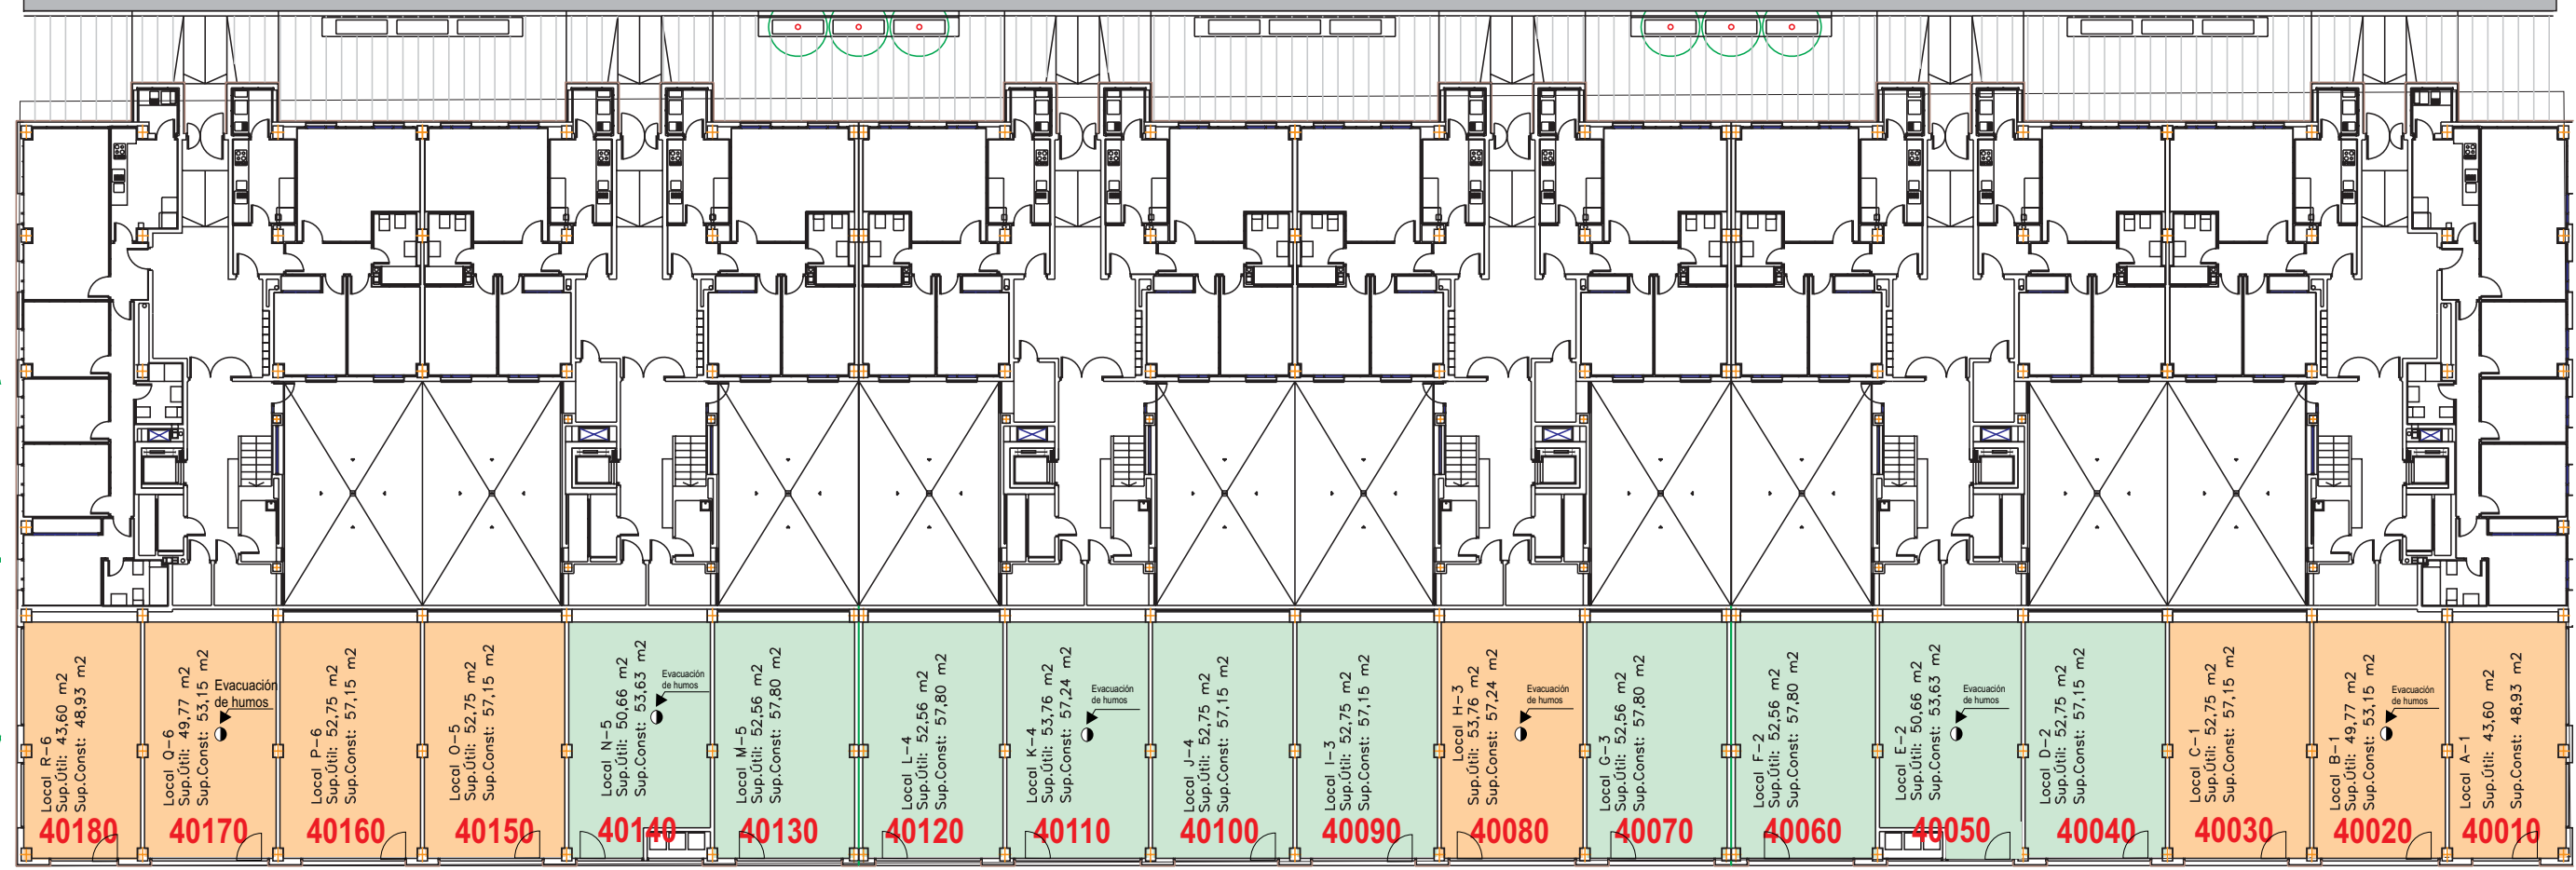 Local R-6
Sup.Útil: 43,60 m2
Sup.Const: 48,93 m2
40180
Local Q-6
Sup.Útil: 49,77 m2
Sup.Const: 53,15 m2
Evacuación
de humos
40170
Local P-6
Sup.Útil: 52,75 m2
Sup.Const: 57,15 m2
40160
Local O-5
Sup.Útil: 52,75 m2
Sup.Const: 57,15 m2
40150
Local N-5
Sup.Útil: 50,66 m2
Sup.Const: 53,63 m2
Evacuación
de humos
40140
Local M-5
Sup.Útil: 52,56 m2
Sup.Const: 57,80 m2
40130
Local L-4
Sup.Útil: 52,56 m2
Sup.Const: 57,80 m2
40120
Local K-4
Sup.Útil: 53,76 m2
Sup.Const: 57,24 m2
Evacuación
de humos
40110
Local J-4
Sup.Útil: 52,75 m2
Sup.Const: 57,15 m2
40100
Local I-3
Sup.Útil: 52,75 m2
Sup.Const: 57,15 m2
40090
Local H-3
Sup.Útil: 53,76 m2
Sup.Const: 57,24 m2
Evacuación
de humos
40080
Local G-3
Sup.Útil: 52,56 m2
Sup.Const: 57,80 m2
40070
Local F-2
Sup.Útil: 52,56 m2
Sup.Const: 57,80 m2
40060
Local E-2
Sup.Útil: 50,66 m2
Sup.Const: 53,63 m2
Evacuación
de humos
40050
Local D-2
Sup.Útil: 52,75 m2
Sup.Const: 57,15 m2
40040
Local C-1
Sup.Útil: 52,75 m2
Sup.Const: 57,15 m2
40030
Local B-1
Sup.Útil: 49,77 m2
Sup.Const: 53,15 m2
Evacuación
de humos
40020
Local A-1
Sup.Útil: 43,60 m2
Sup.Const: 48,93 m2
40010